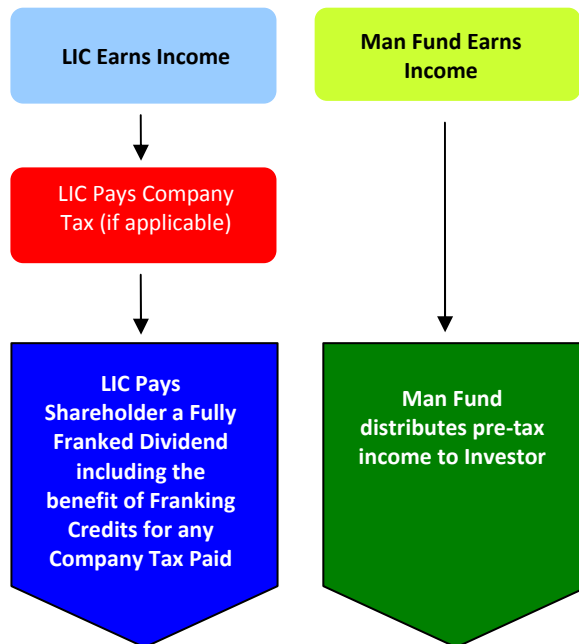 LIC Earns Income
LIC Pays Company
Tax (if applicable)
LIC Pays
Shareholder a Fully
Franked Dividend
including the
benefit of Franking
Credits for any
Company Tax Paid
Man Fund Earns
Income
Man Fund
distributes pre-tax
income to Investor